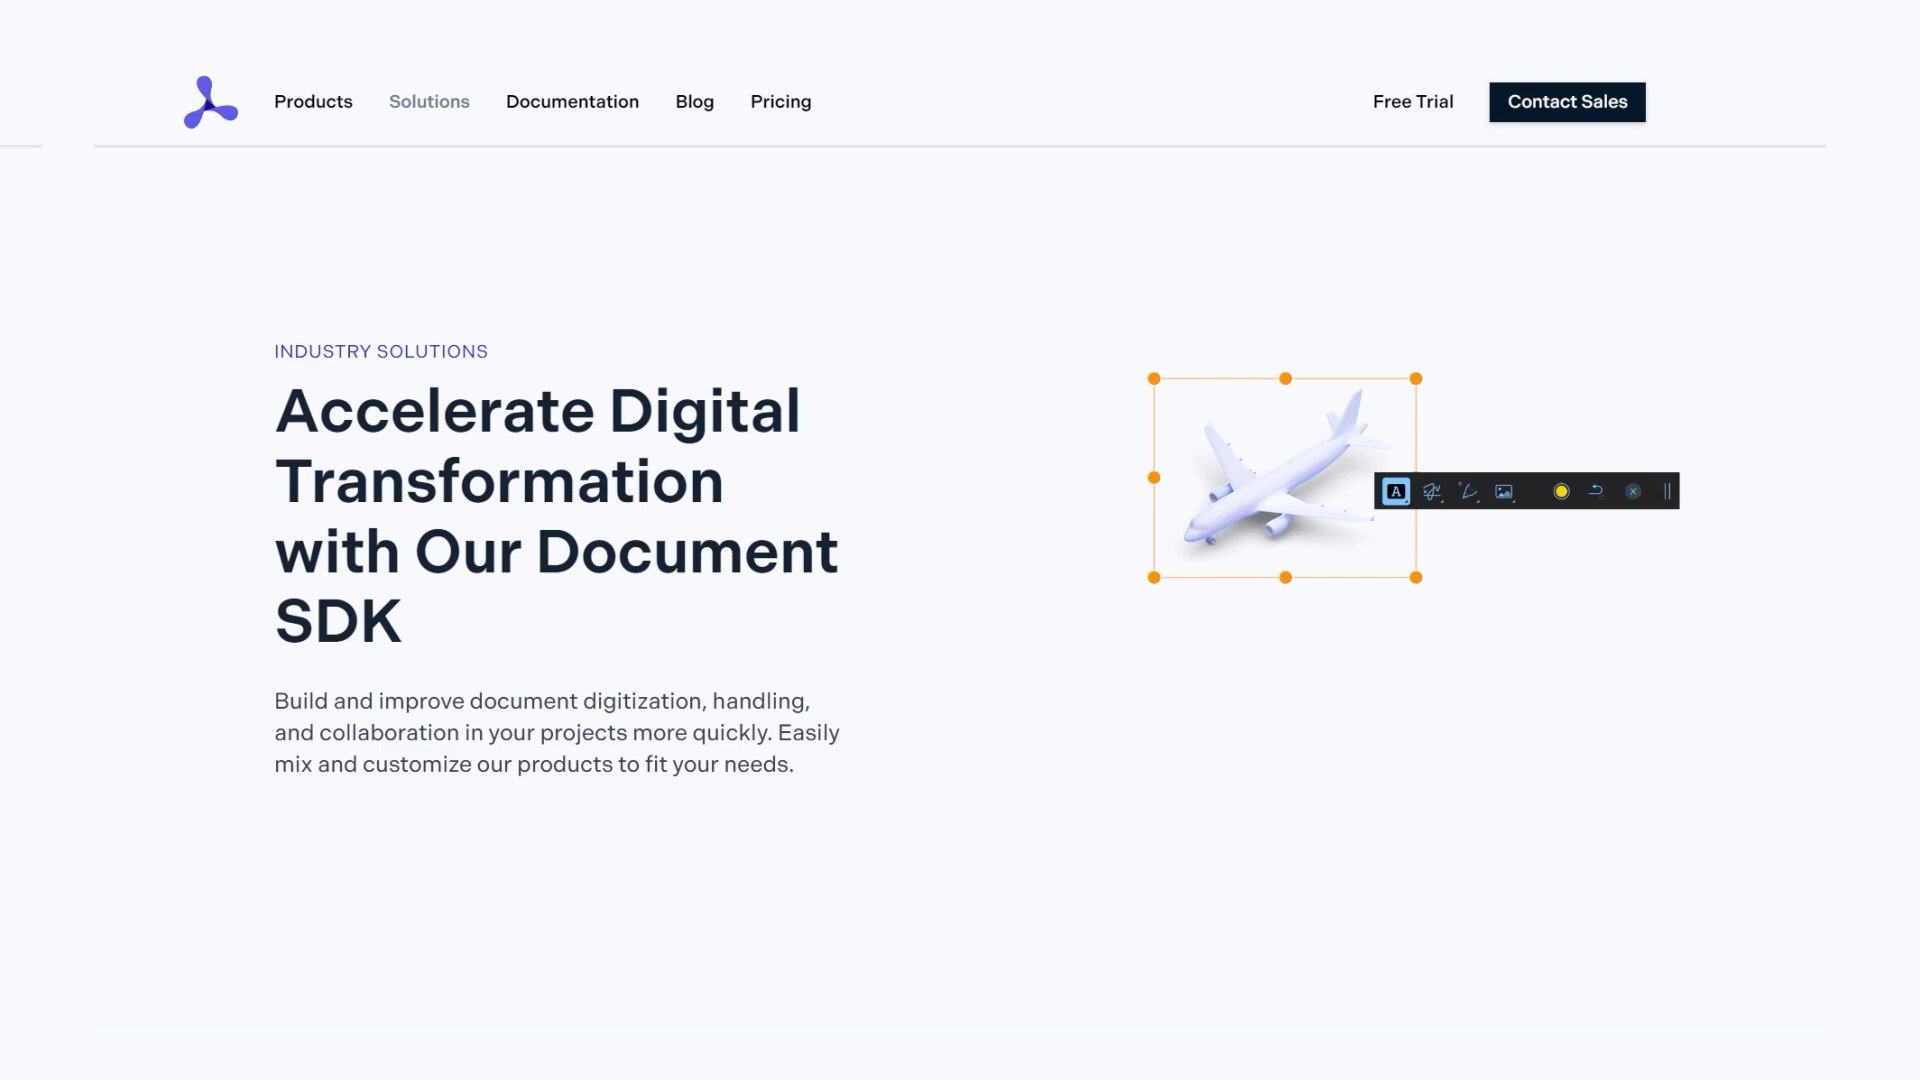 Products
Solutions
Documentation
Blog
Pricing
Free Trial
Contact Sales
INDUSTRY SOLUTIONS
Accelerate Digital
Transformation
with Our Document
SDK
Build and improve document digitization, handling,
and collaboration in your projects more quickly. Easily
mix and customize our products to fit your needs.
A